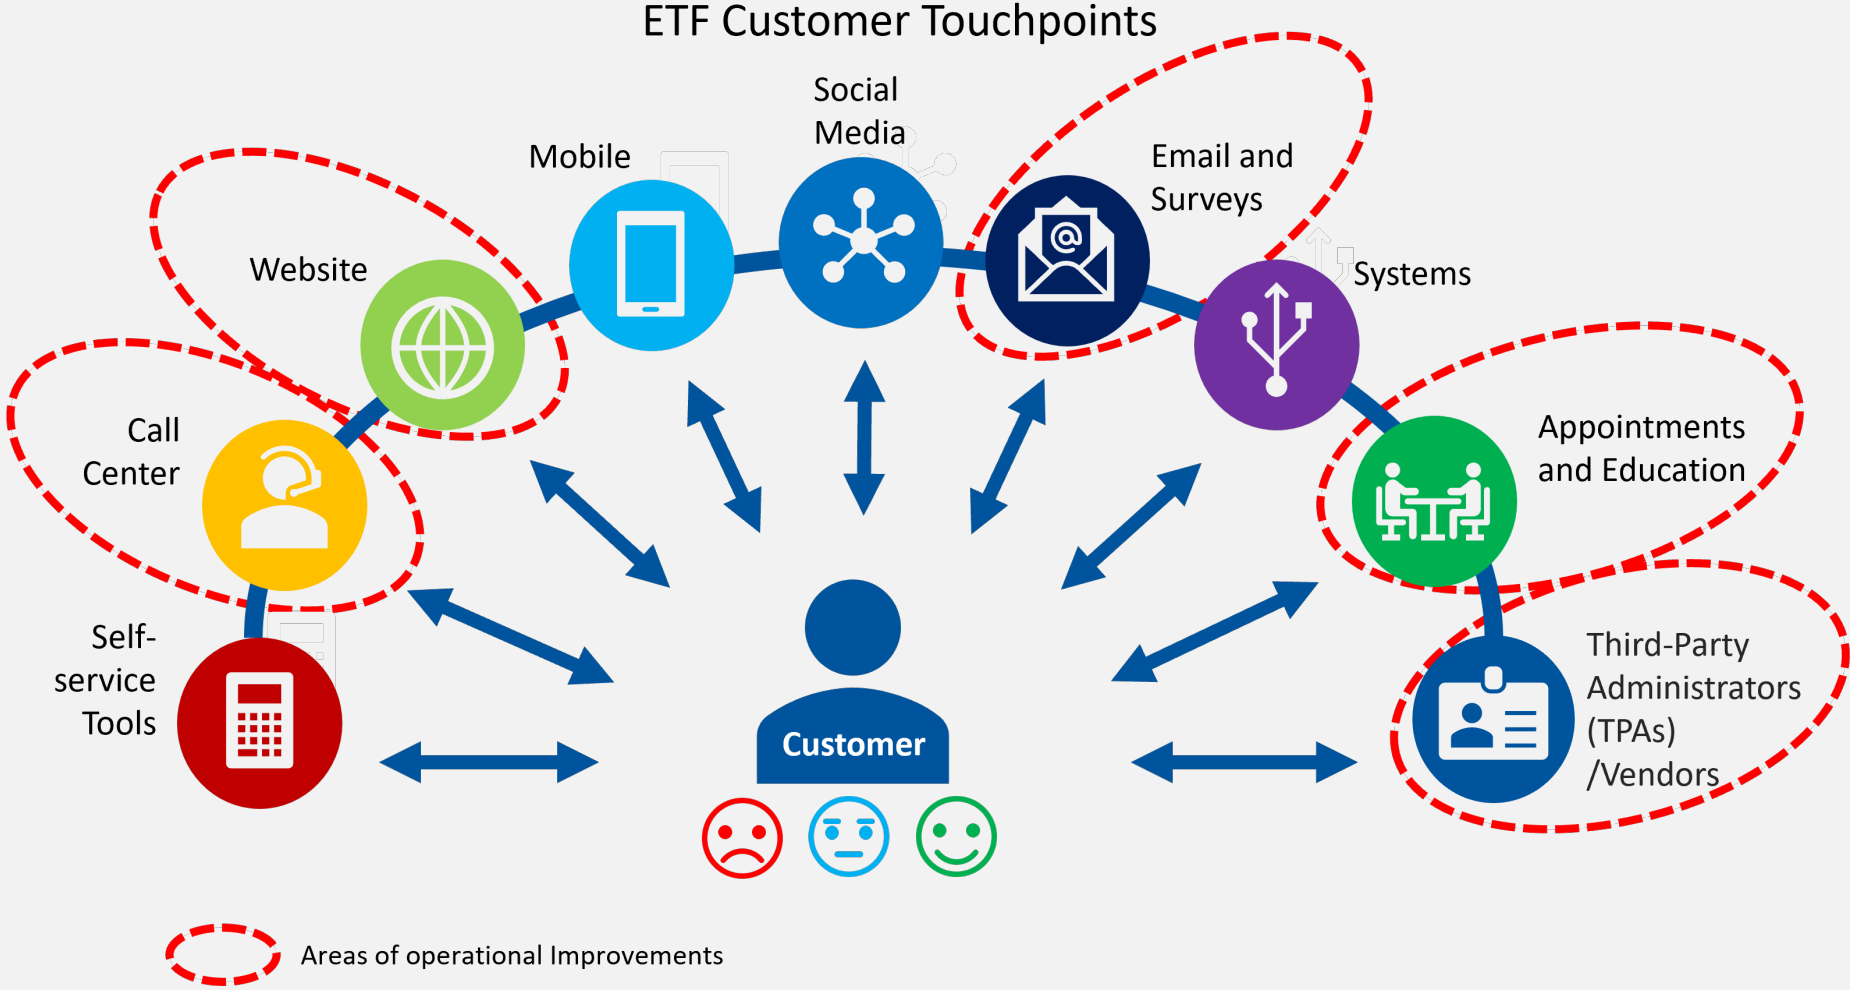 ETF Customer Touchpoints
Social
Media
Mobile
Email and
Surveys
Website
Systems
Call
Center
Appointments
and Education
Self-
service
Tools
Third-Party
Administrators
(TPAs)
/Vendors
@
Customer
Areas of operational Improvements